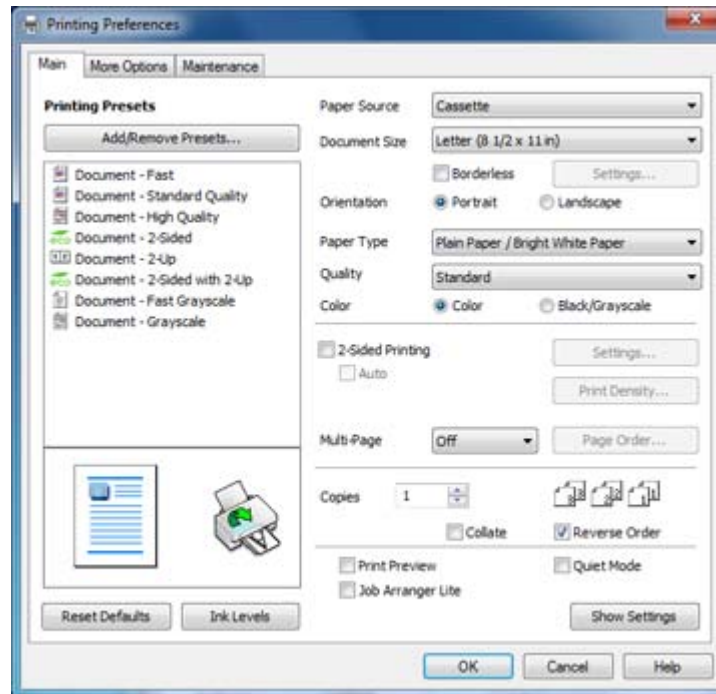 Printing Preferences
Main More Options Maintenance
Printing Presets
Add/Remove Presets...
Document - Fast
Document - Standard Quality
Document - High Quality
Document - 2-Sided
Document - 2-Up
Document - 2-Sided with 2-Up
Document - Fast Grayscale
Document - Grayscale
Reset Defaults Ink Levels
Paper Source Cassette
Document Size Letter (8 1/2 x 11 in)
Borderless Settings...
Orientation Portrait Landscape
Paper Type Plain Paper / Bright White Paper
Quality Standard
Color Color Black/Grayscale
2-Sided Printing Settings...
Auto
Print Density...
Multi-Page Off Page Order...
Copies 1
Collate Reverse Order
Print Preview Quiet Mode
Job Arranger Lite
Show Settings
OK Cancel Help